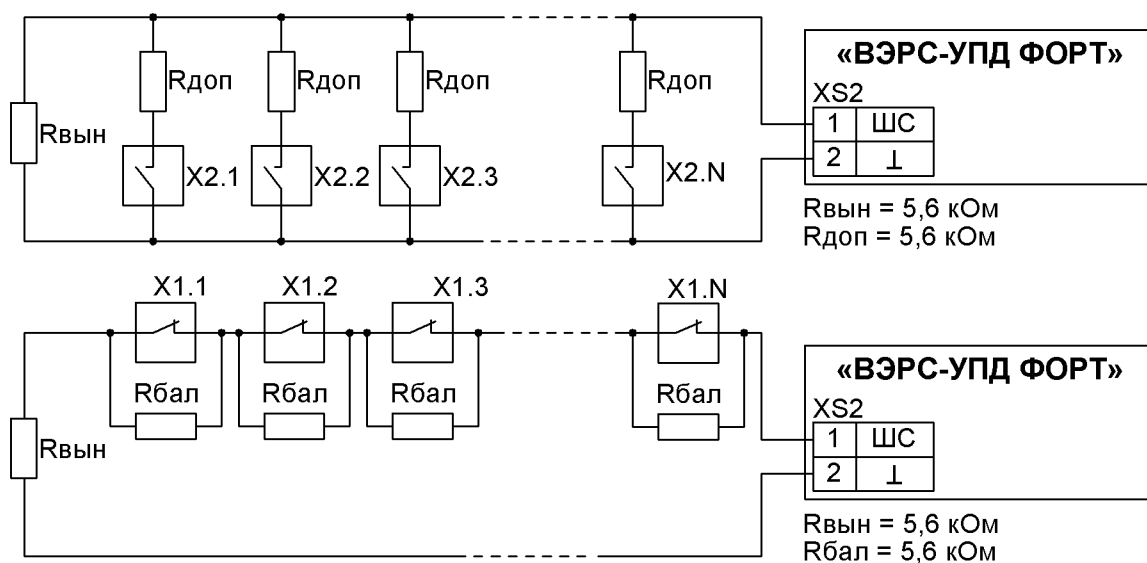 Rвын
Rдоп
Rдоп
Rдоп
Rдоп
X2.1
X2.2
X2.3
X2.N
«ВЭРС-УПД ФОРТ»
XS2
1 ШС
2 ⊥
Rвын = 5,6 кОм
Rдоп = 5,6 кОм
X1.1
X1.2
X1.3
X1.N
Rбал
Rбал
Rбал
Rбал
Rвын
«ВЭРС-УПД ФОРТ»
XS2
1 ШС
2 ⊥
Rвын = 5,6 кОм
Rбал = 5,6 кОм